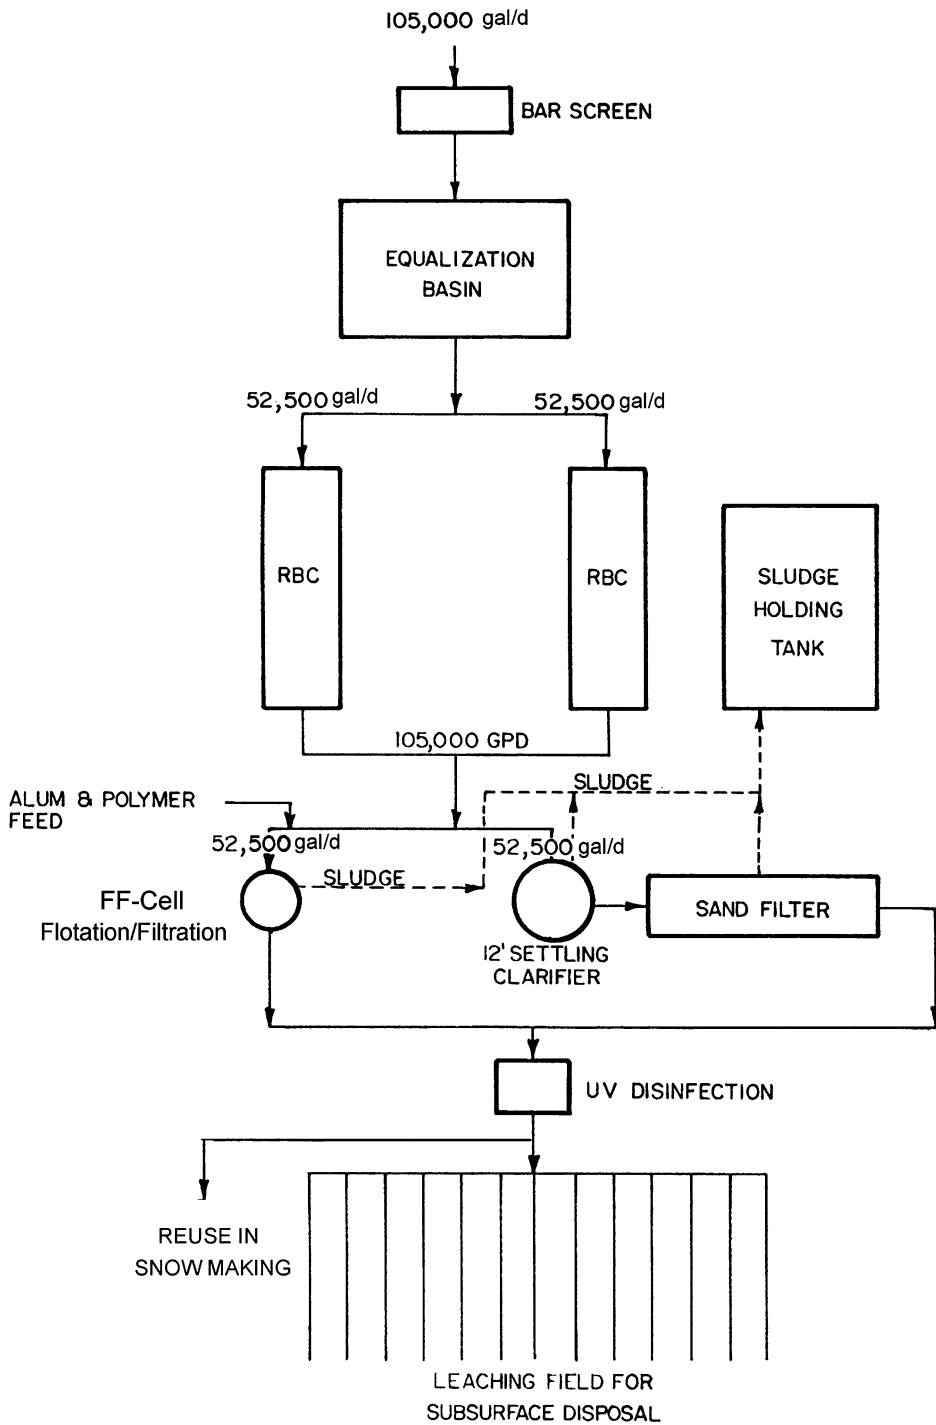 105,000 gal/d
BAR SCREEN
EQUALIZATION
BASIN
52,500 gal/d
52,500 gal/d
RBC
RBC
SLUDGE
HOLDING
TANK
105,000 GPD
SLUDGE
ALUM & POLYMER
FEED
52,500 gal/d
52,500 gal/d
SLUDGE
FF-Cell
Flotation/Filtration
SAND FILTER
12' SETTLING
CLARIFIER
UV DISINFECTION
REUSE IN
SNOW MAKING
LEACHING FIELD FOR
SUBSURFACE DISPOSAL